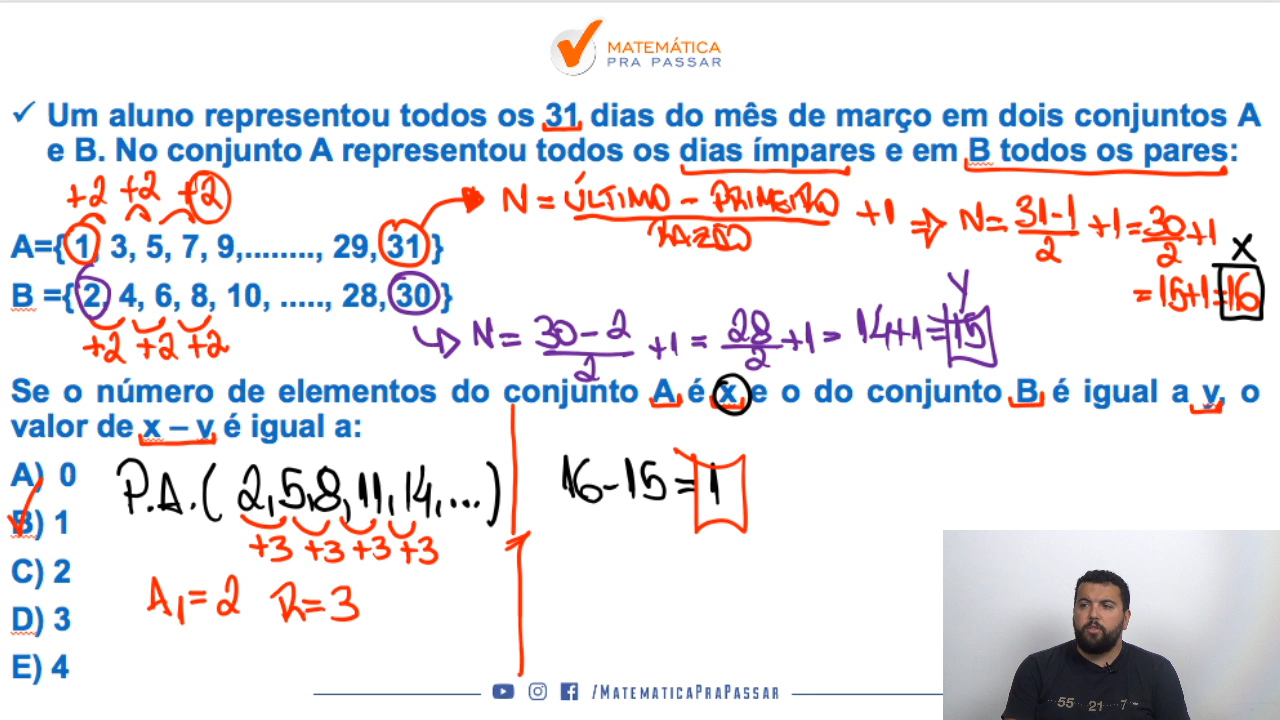 MATEMÁTICA
PRA PASSAR
✓ Um aluno representou todos os 31 dias do mês de março em dois conjuntos A
e B. No conjunto A representou todos os dias ímpares e em B todos os pares:
+2 +2 +2
N = ÚLTIMO - PRIMEIRO / RAZÃO +1 ⇒ N = 31-1 / 2 +1 = 30 / 2 +1
= 15+1 = 16
X
A={ 1, 3, 5, 7, 9,........, 29, 31 }
B ={ 2, 4, 6, 8, 10, ....., 28, 30 }
+2 +2 +2
N = 30-2 / 2 +1 = 28 / 2 +1 = 14+1 = 15
Y
Se o número de elementos do conjunto A é x e o do conjunto B é igual a y, o
valor de x – y é igual a:
A) 0
B) 1
C) 2
D) 3
E) 4
P.A.( 2,5,8,11,14,...)
+3 +3 +3 +3
A1 = 2 R = 3
16-15 = 1
/MatematicaPraPassar
55 21 7